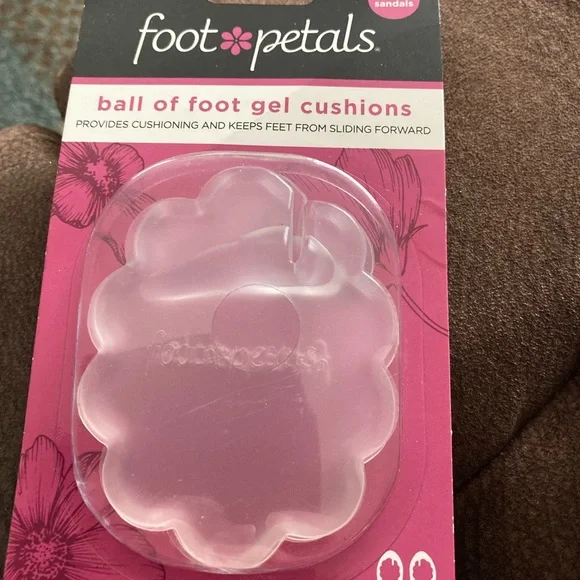 sandals
foot petals
ball of foot gel cushions
PROVIDES CUSHIONING AND KEEPS FEET FROM SLIDING FORWARD